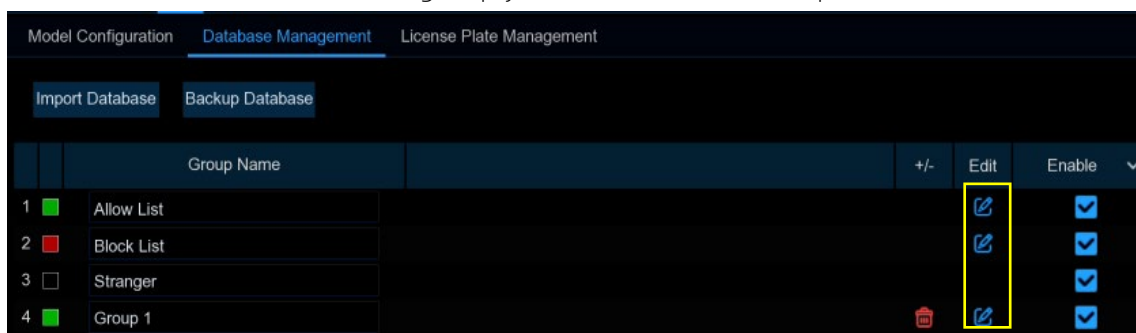 Model Configuration Database Management License Plate Management
Import Database Backup Database
Group Name +/- Edit Enable
1 Allow List
2 Block List
3 Stranger
4 Group 1